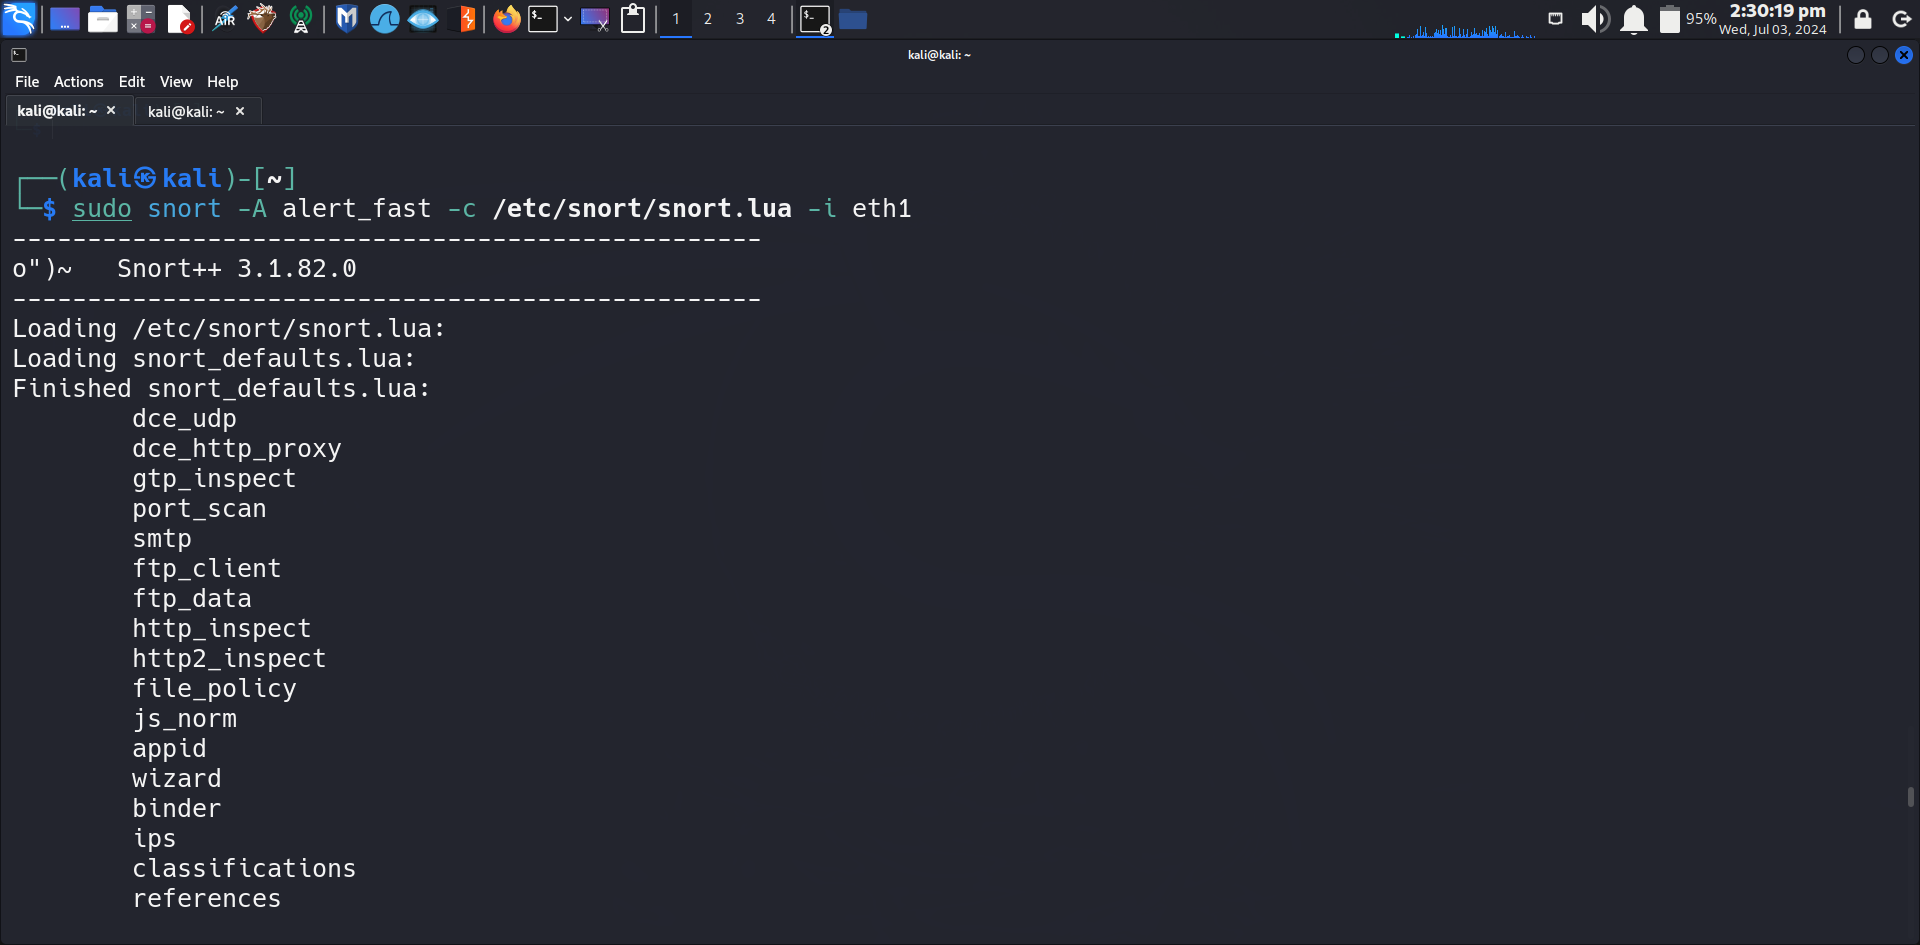 1 2 3 4
$_ 2
95%
2:30:19 pm
Wed, Jul 03, 2024
kali@kali: ~
File Actions Edit View Help
kali@kali: ~ × kali@kali: ~ ×
┌──(kali㉿kali)-[~]
└─$ sudo snort -A alert_fast -c /etc/snort/snort.lua -i eth1
--------------------------------------------------
o")~   Snort++ 3.1.82.0
--------------------------------------------------
Loading /etc/snort/snort.lua:
Loading snort_defaults.lua:
Finished snort_defaults.lua:
dce_udp
dce_http_proxy
gtp_inspect
port_scan
smtp
ftp_client
ftp_data
http_inspect
http2_inspect
file_policy
js_norm
appid
wizard
binder
ips
classifications
references